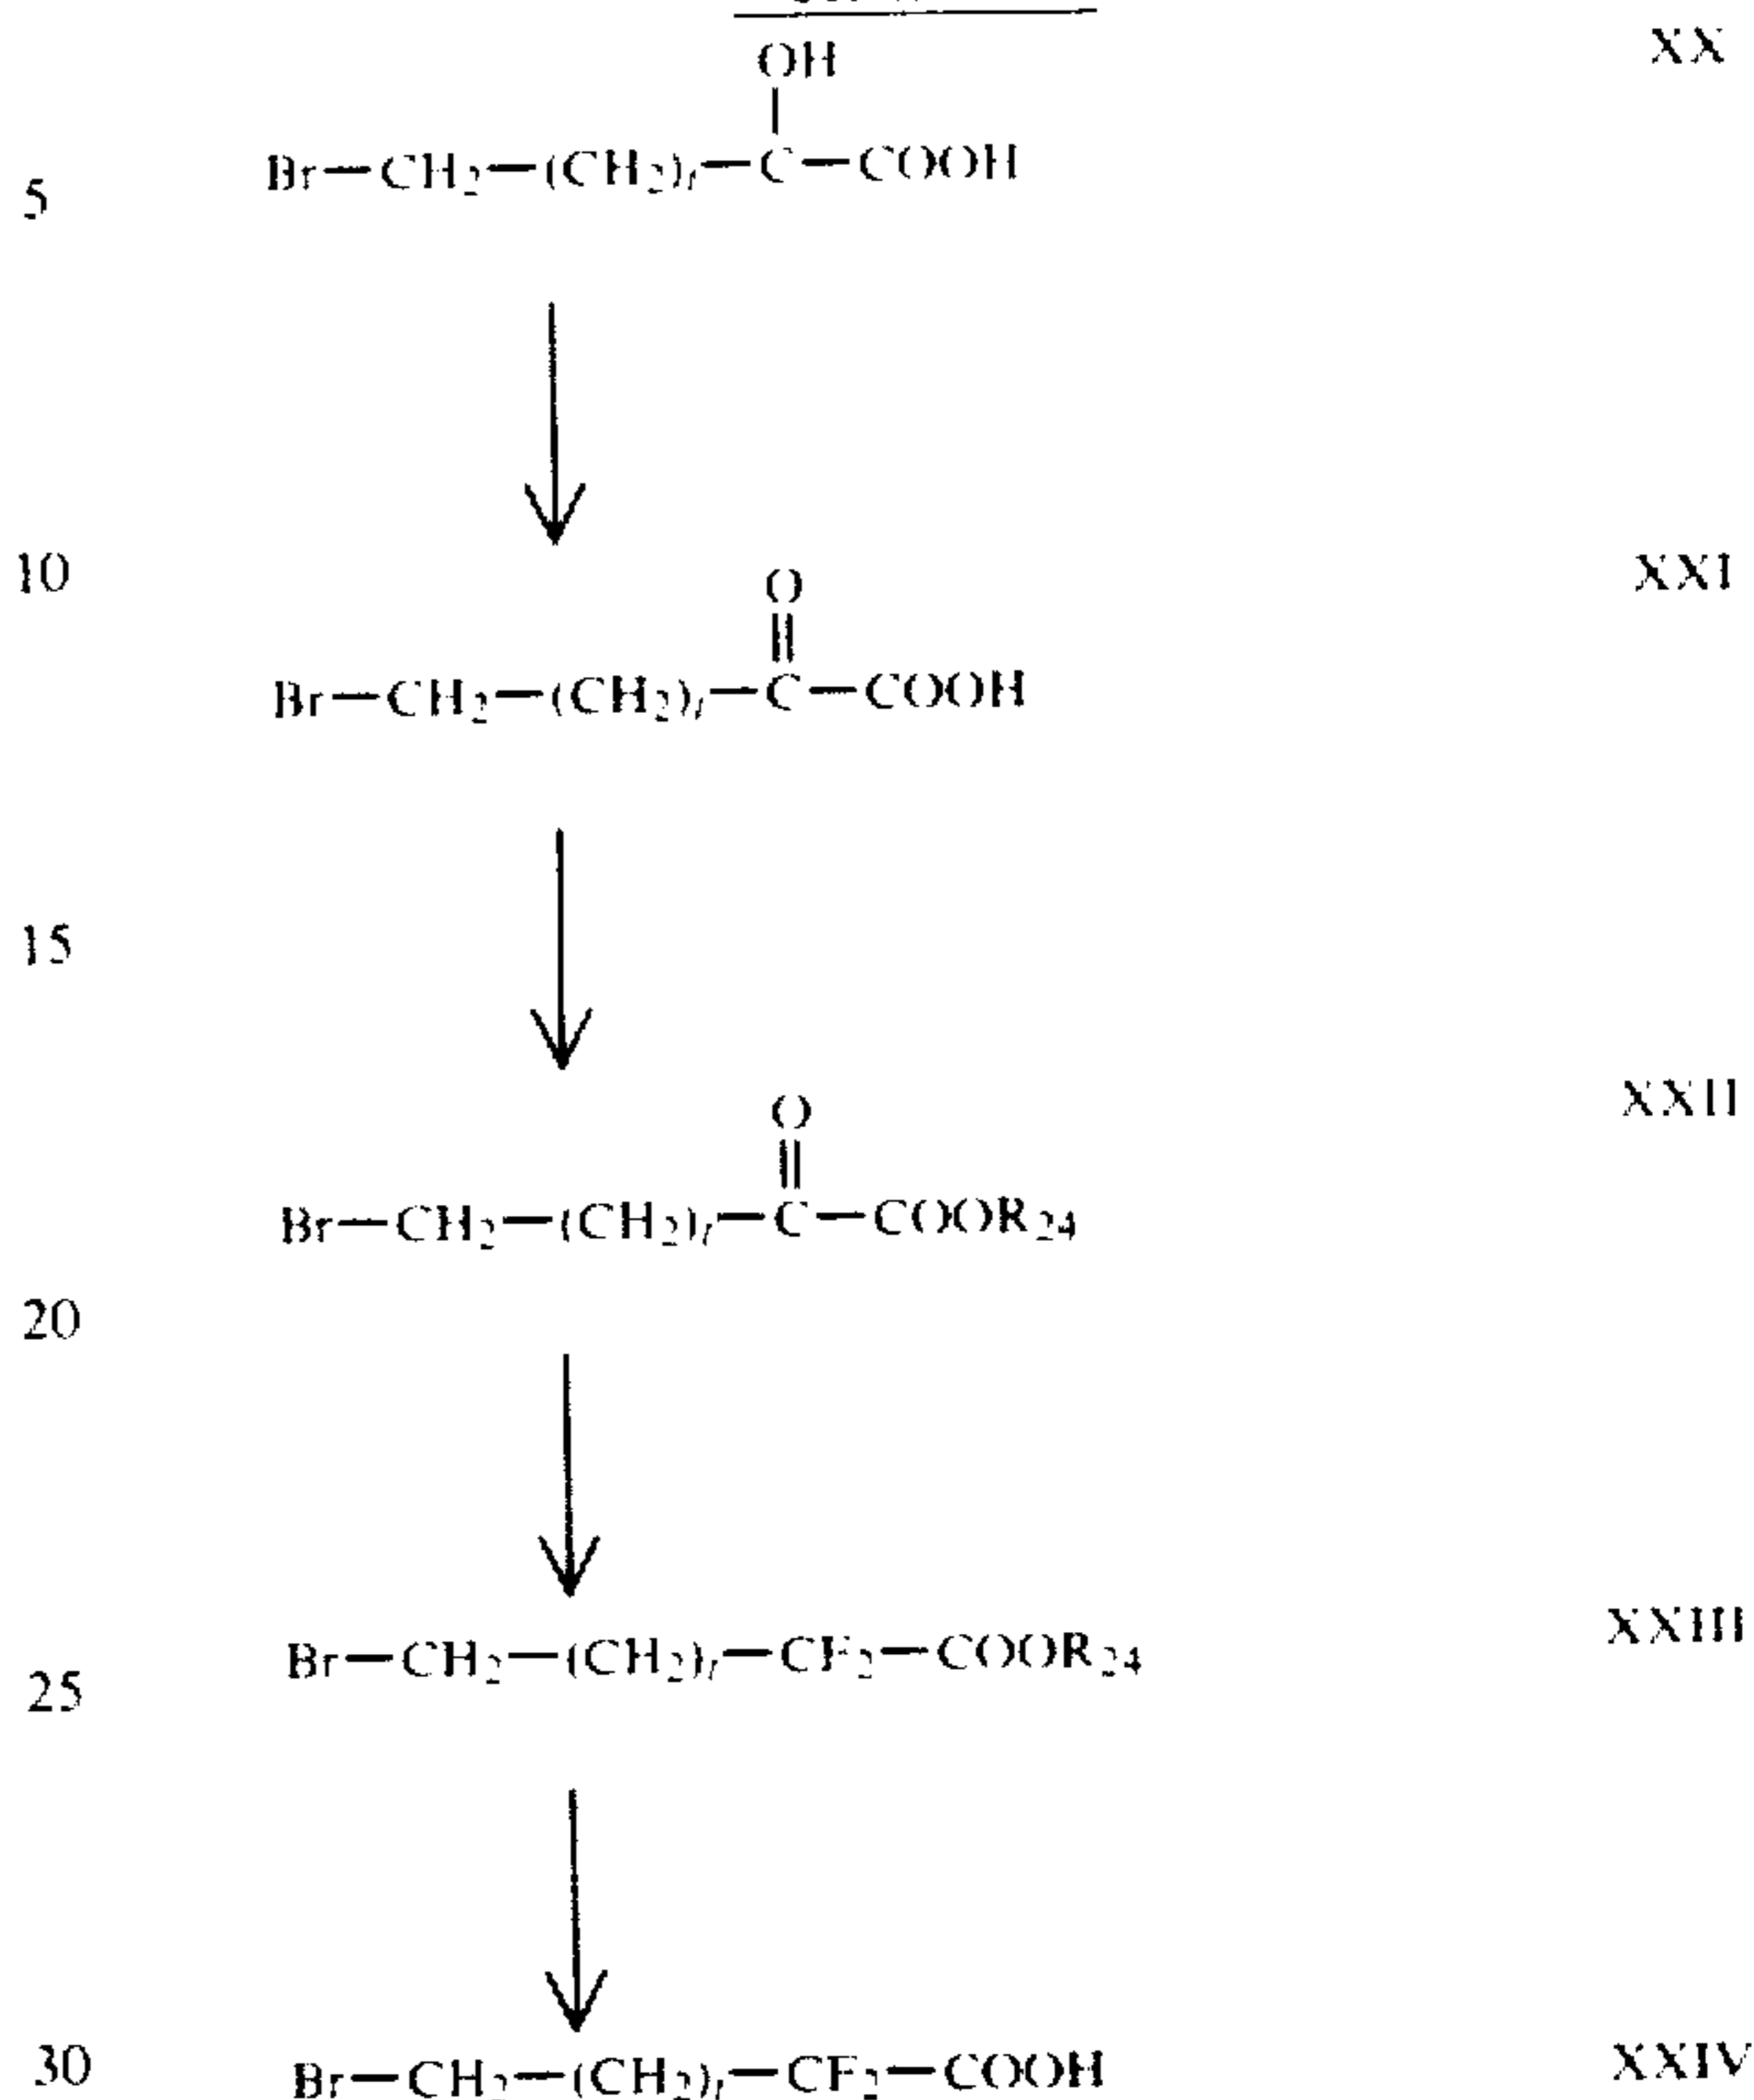 OH XX
5 Br—CH₂—(CH₂)r—C—COOH
10 O XXI
Br—CH₂—(CH₂)r—C—COOH
15
O XXII
Br—CH₂—(CH₂)r—C—COOR₂₄
20
Br—CH₂—(CH₂)r—CF₂—COOR₂₄ XXIII
25
30 Br—CH₂—(CH₂)r—CF₂—COOH XXIV